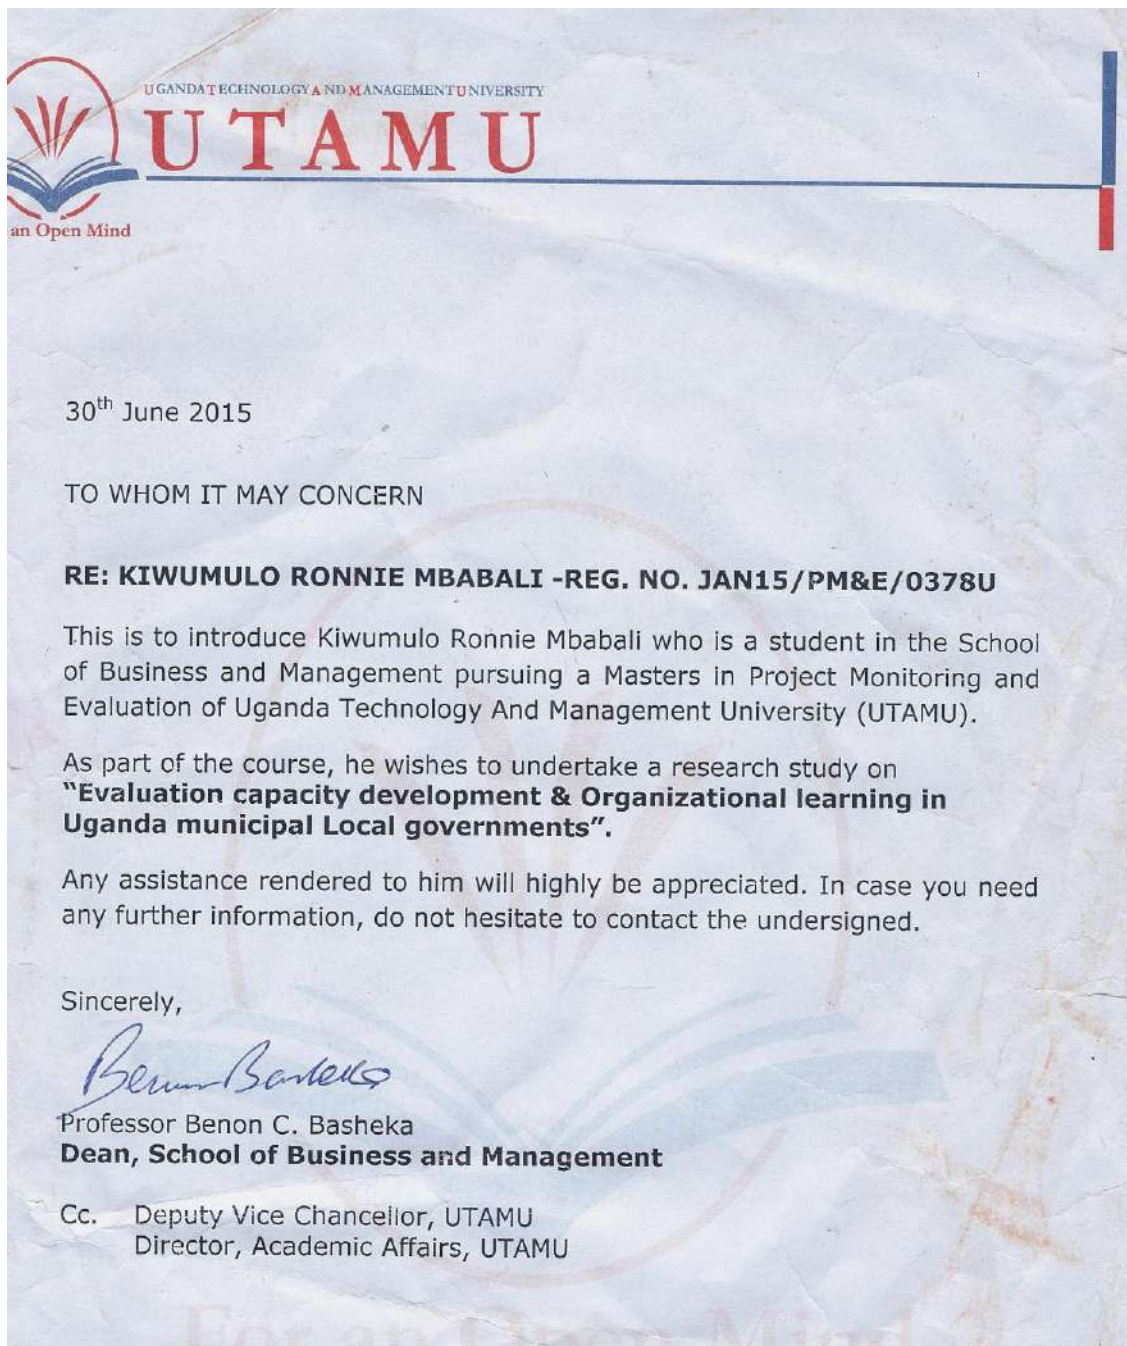 UGANDA TECHNOLOGY AND MANAGEMENT UNIVERSITY
UTAMU
an Open Mind
30th June 2015
TO WHOM IT MAY CONCERN
RE: KIWUMULO RONNIE MBABALI -REG. NO. JAN15/PM&E/0378U
This is to introduce Kiwumulo Ronnie Mbabali who is a student in the School
of Business and Management pursuing a Masters in Project Monitoring and
Evaluation of Uganda Technology And Management University (UTAMU).
As part of the course, he wishes to undertake a research study on
“Evaluation capacity development & Organizational learning in
Uganda municipal Local governments”.
Any assistance rendered to him will highly be appreciated. In case you need
any further information, do not hesitate to contact the undersigned.
Sincerely,
Benon Basheka
Professor Benon C. Basheka
Dean, School of Business and Management
Cc. Deputy Vice Chancellor, UTAMU
Director, Academic Affairs, UTAMU
For an Open Mind